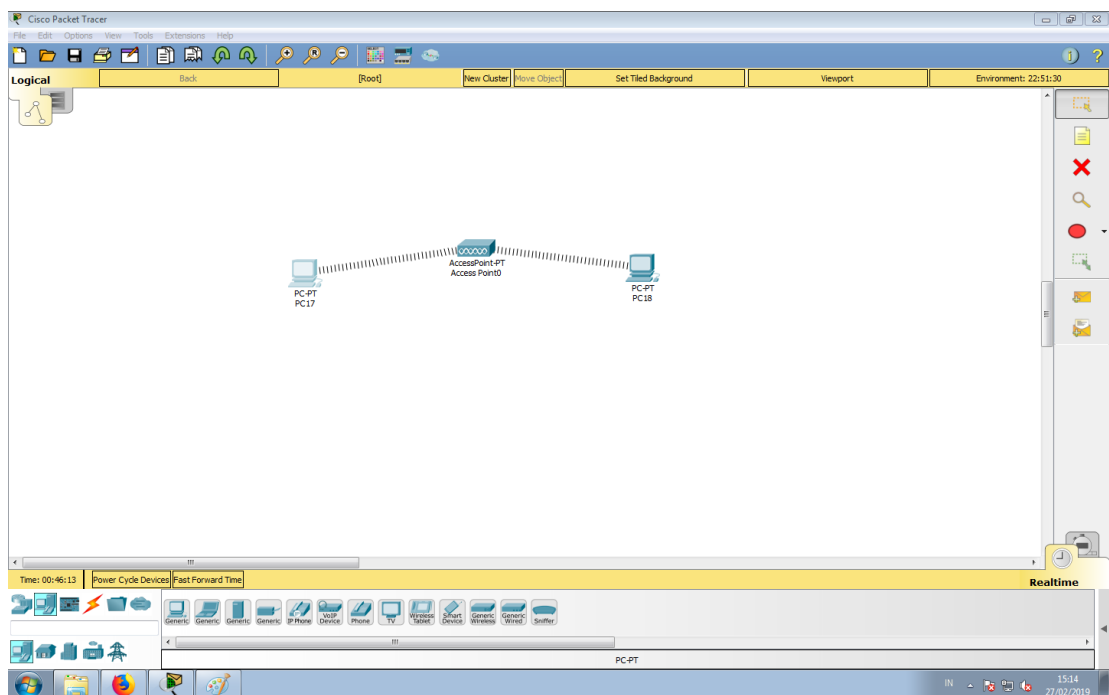 Cisco Packet Tracer
File Edit Options View Tools Extensions Help
Logical Back [Root] New Cluster Move Object Set Tiled Background Viewport Environment: 22:51:30
AccessPoint-PT
Access Point0
PC-PT
PC17
PC-PT
PC18
Time: 00:46:13 Power Cycle Devices Fast Forward Time Realtime
Generic Generic Generic Generic IP Phone VoIP Device Phone TV Wireless Tablet Smart Device Generic Wireless Generic Wired Sniffer
PC-PT
IN 15:14
27/02/2019